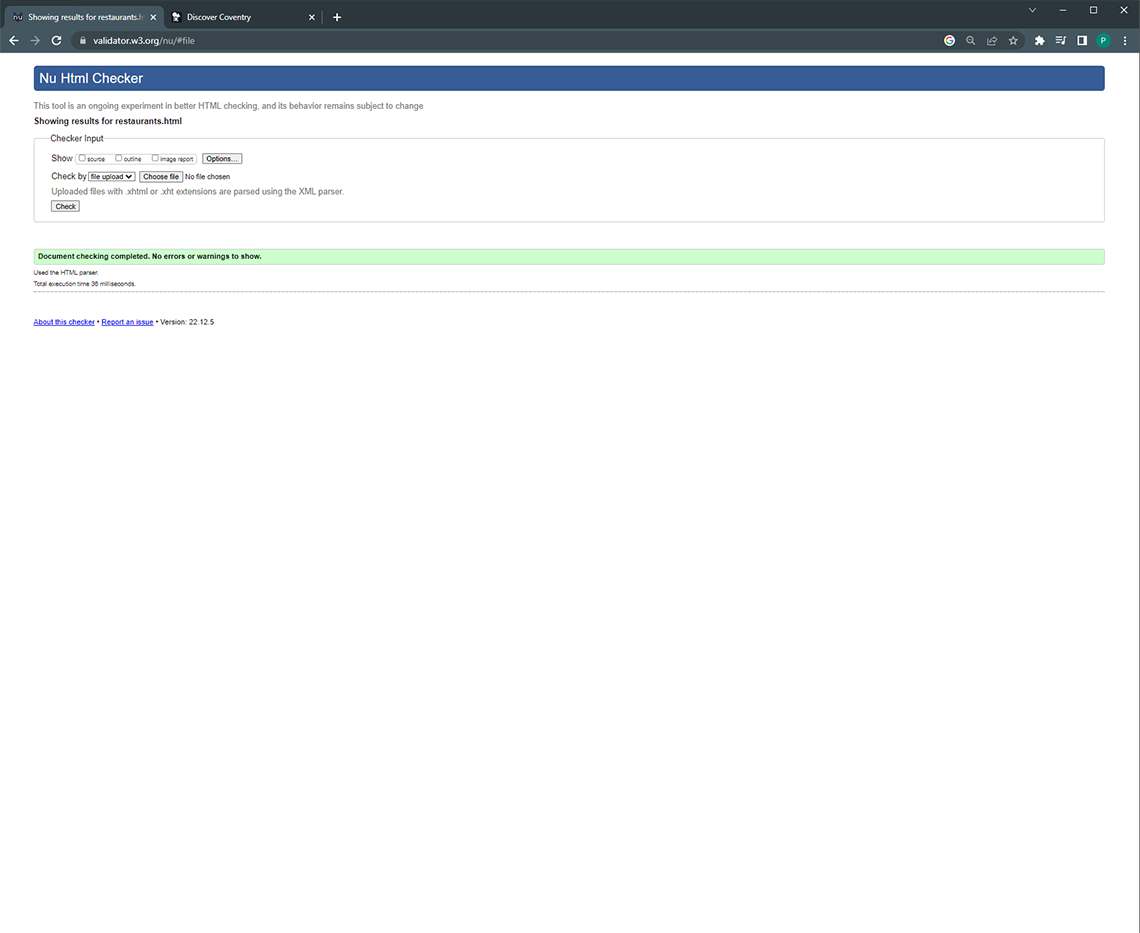 nu Showing results for restaurants.h
Discover Coventry
validator.w3.org/nu/#file
P
Nu Html Checker
This tool is an ongoing experiment in better HTML checking, and its behavior remains subject to change
Showing results for restaurants.html
Checker Input
Show source outline image report Options...
Check by file upload Choose file No file chosen
Uploaded files with .xhtml or .xht extensions are parsed using the XML parser.
Check
Document checking completed. No errors or warnings to show.
Used the HTML parser.
Total execution time 36 milliseconds.
About this checker • Report an issue • Version: 22.12.5